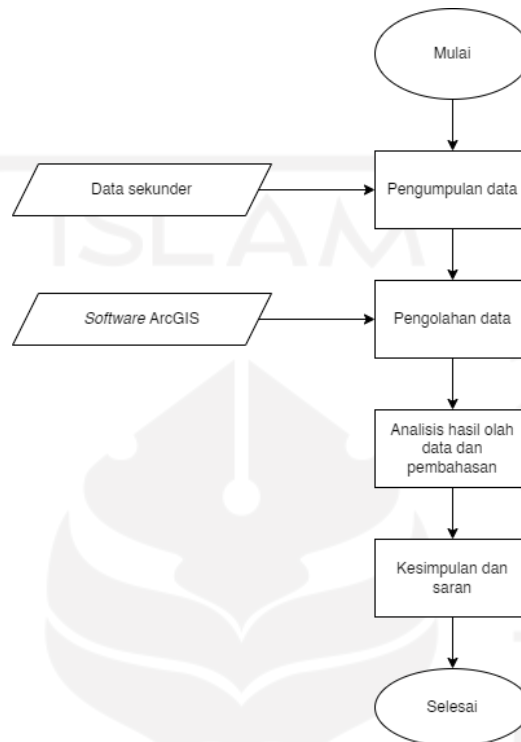 Mulai
Data sekunder
Pengumpulan data
ISLAM
Software ArcGIS
Pengolahan data
Analisis hasil olah
data dan
pembahasan
Kesimpulan dan
saran
Selesai